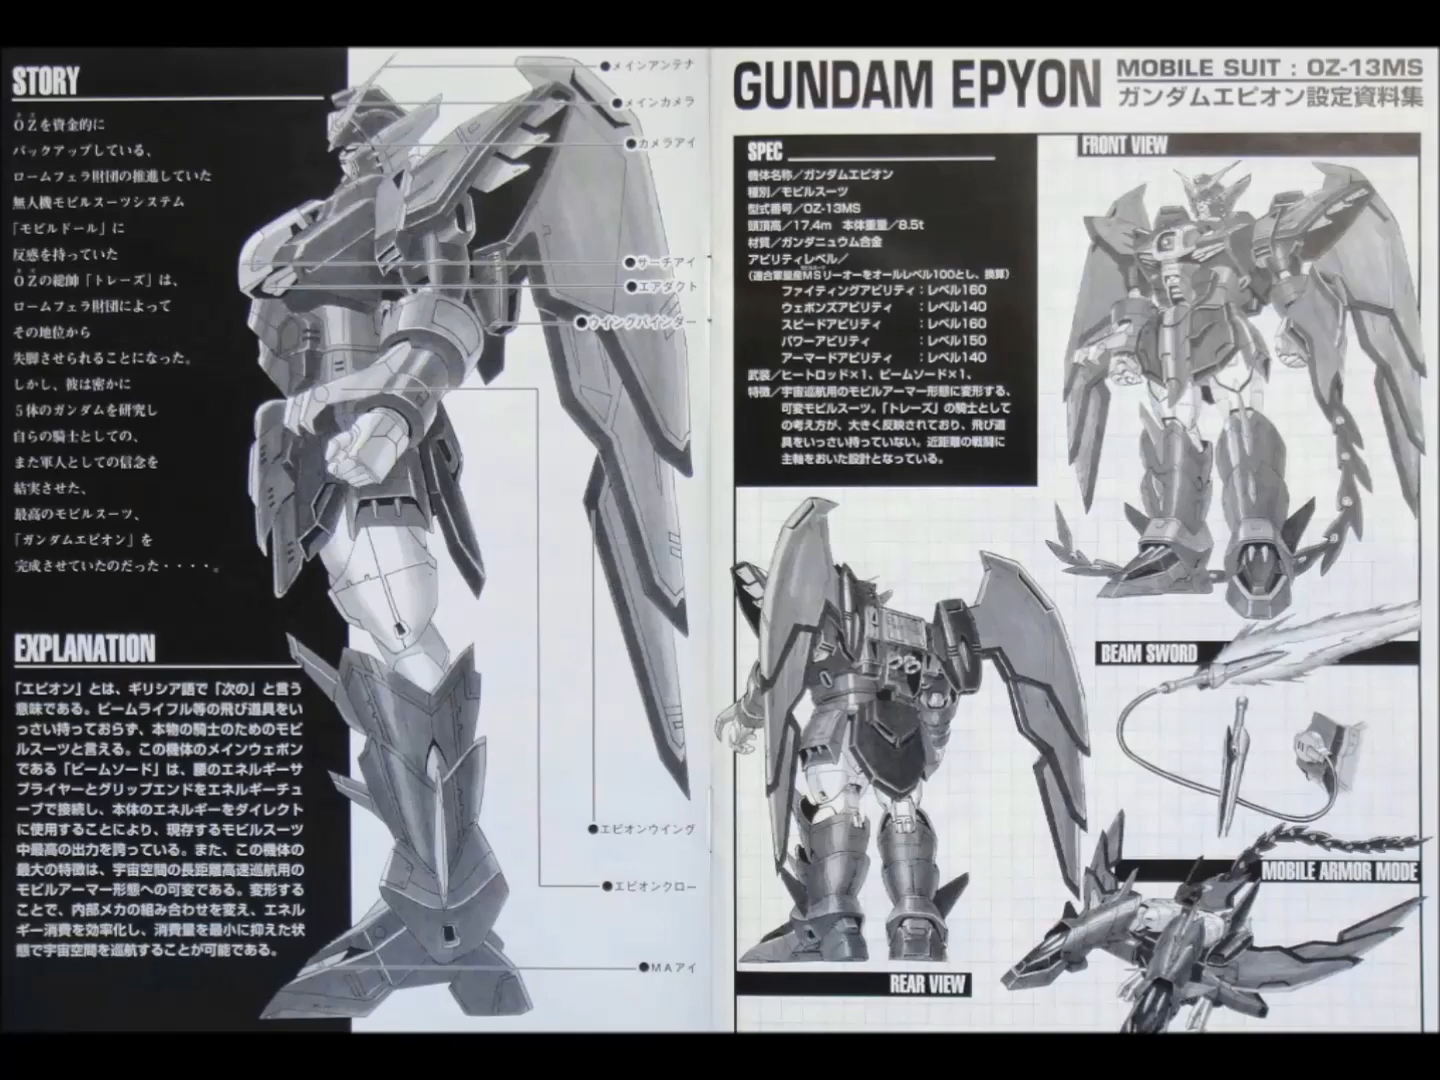 STORY
OZを資金的に
バックアップしている、
ロームフェラ財団の推進していた
無人機モビルスーツシステム
「モビルドール」に
反感を持っていた
OZの総帥「トレーズ」は、
ロームフェラ財団によって
その地位から
失脚させられることになった。
しかし、彼は密かに
5体のガンダムを研究し
自らの騎士としての、
また軍人としての信念を
結実させた、
最高のモビルスーツ、
「ガンダムエピオン」を
完成させていたのだった・・・・。
EXPLANATION
「エピオン」とは、ギリシア語で「次の」と言う
意味である。ビームライフル等の飛び道具をい
っさい持っておらず、本物の騎士のためのモビ
ルスーツと言える。この機体のメインウェポン
である「ビームソード」は、腰のエネルギーサ
プライヤーとグリップエンドをエネルギーチュ
ーブで接続し、本体のエネルギーをダイレクト
に使用することにより、現存するモビルスーツ
中最高の出力を誇っている。また、この機体の
最大の特徴は、宇宙空間の長距離高速巡航用の
モビルアーマー形態への可変である。変形する
ことで、内部メカの組み合わせを変え、エネル
ギー消費を効率化し、消費量を最小に抑えた状
態で宇宙空間を巡航することが可能である。
●メインアンテナ
●メインカメラ
●カメラアイ
●サーチアイ
●エアダクト
●ウイングバインダー
●エピオンウイング
●エピオンクロー
●MAアイ
GUNDAM EPYON
MOBILE SUIT : OZ-13MS
ガンダムエピオン設定資料集
SPEC
機体名称／ガンダムエピオン
種別／モビルスーツ
型式番号／OZ-13MS
頭頂高／17.4m 本体重量／8.5t
材質／ガンダニュウム合金
アビリティレベル／
(連合軍量産MSリーオーをオールレベル100とし、換算)
ファイティングアビリティ：レベル160
ウェポンズアビリティ：レベル140
スピードアビリティ：レベル160
パワーアビリティ：レベル150
アーマードアビリティ：レベル140
武装／ヒートロッド×1、ビームソード×1、
特徴／宇宙巡航用のモビルアーマー形態に変形する、
可変モビルスーツ。「トレーズ」の騎士として
の考え方が、大きく反映されており、飛び道
具をいっさい持っていない。近距離の戦闘に
主軸をおいた設計となっている。
FRONT VIEW
BEAM SWORD
MOBILE ARMOR MODE
REAR VIEW